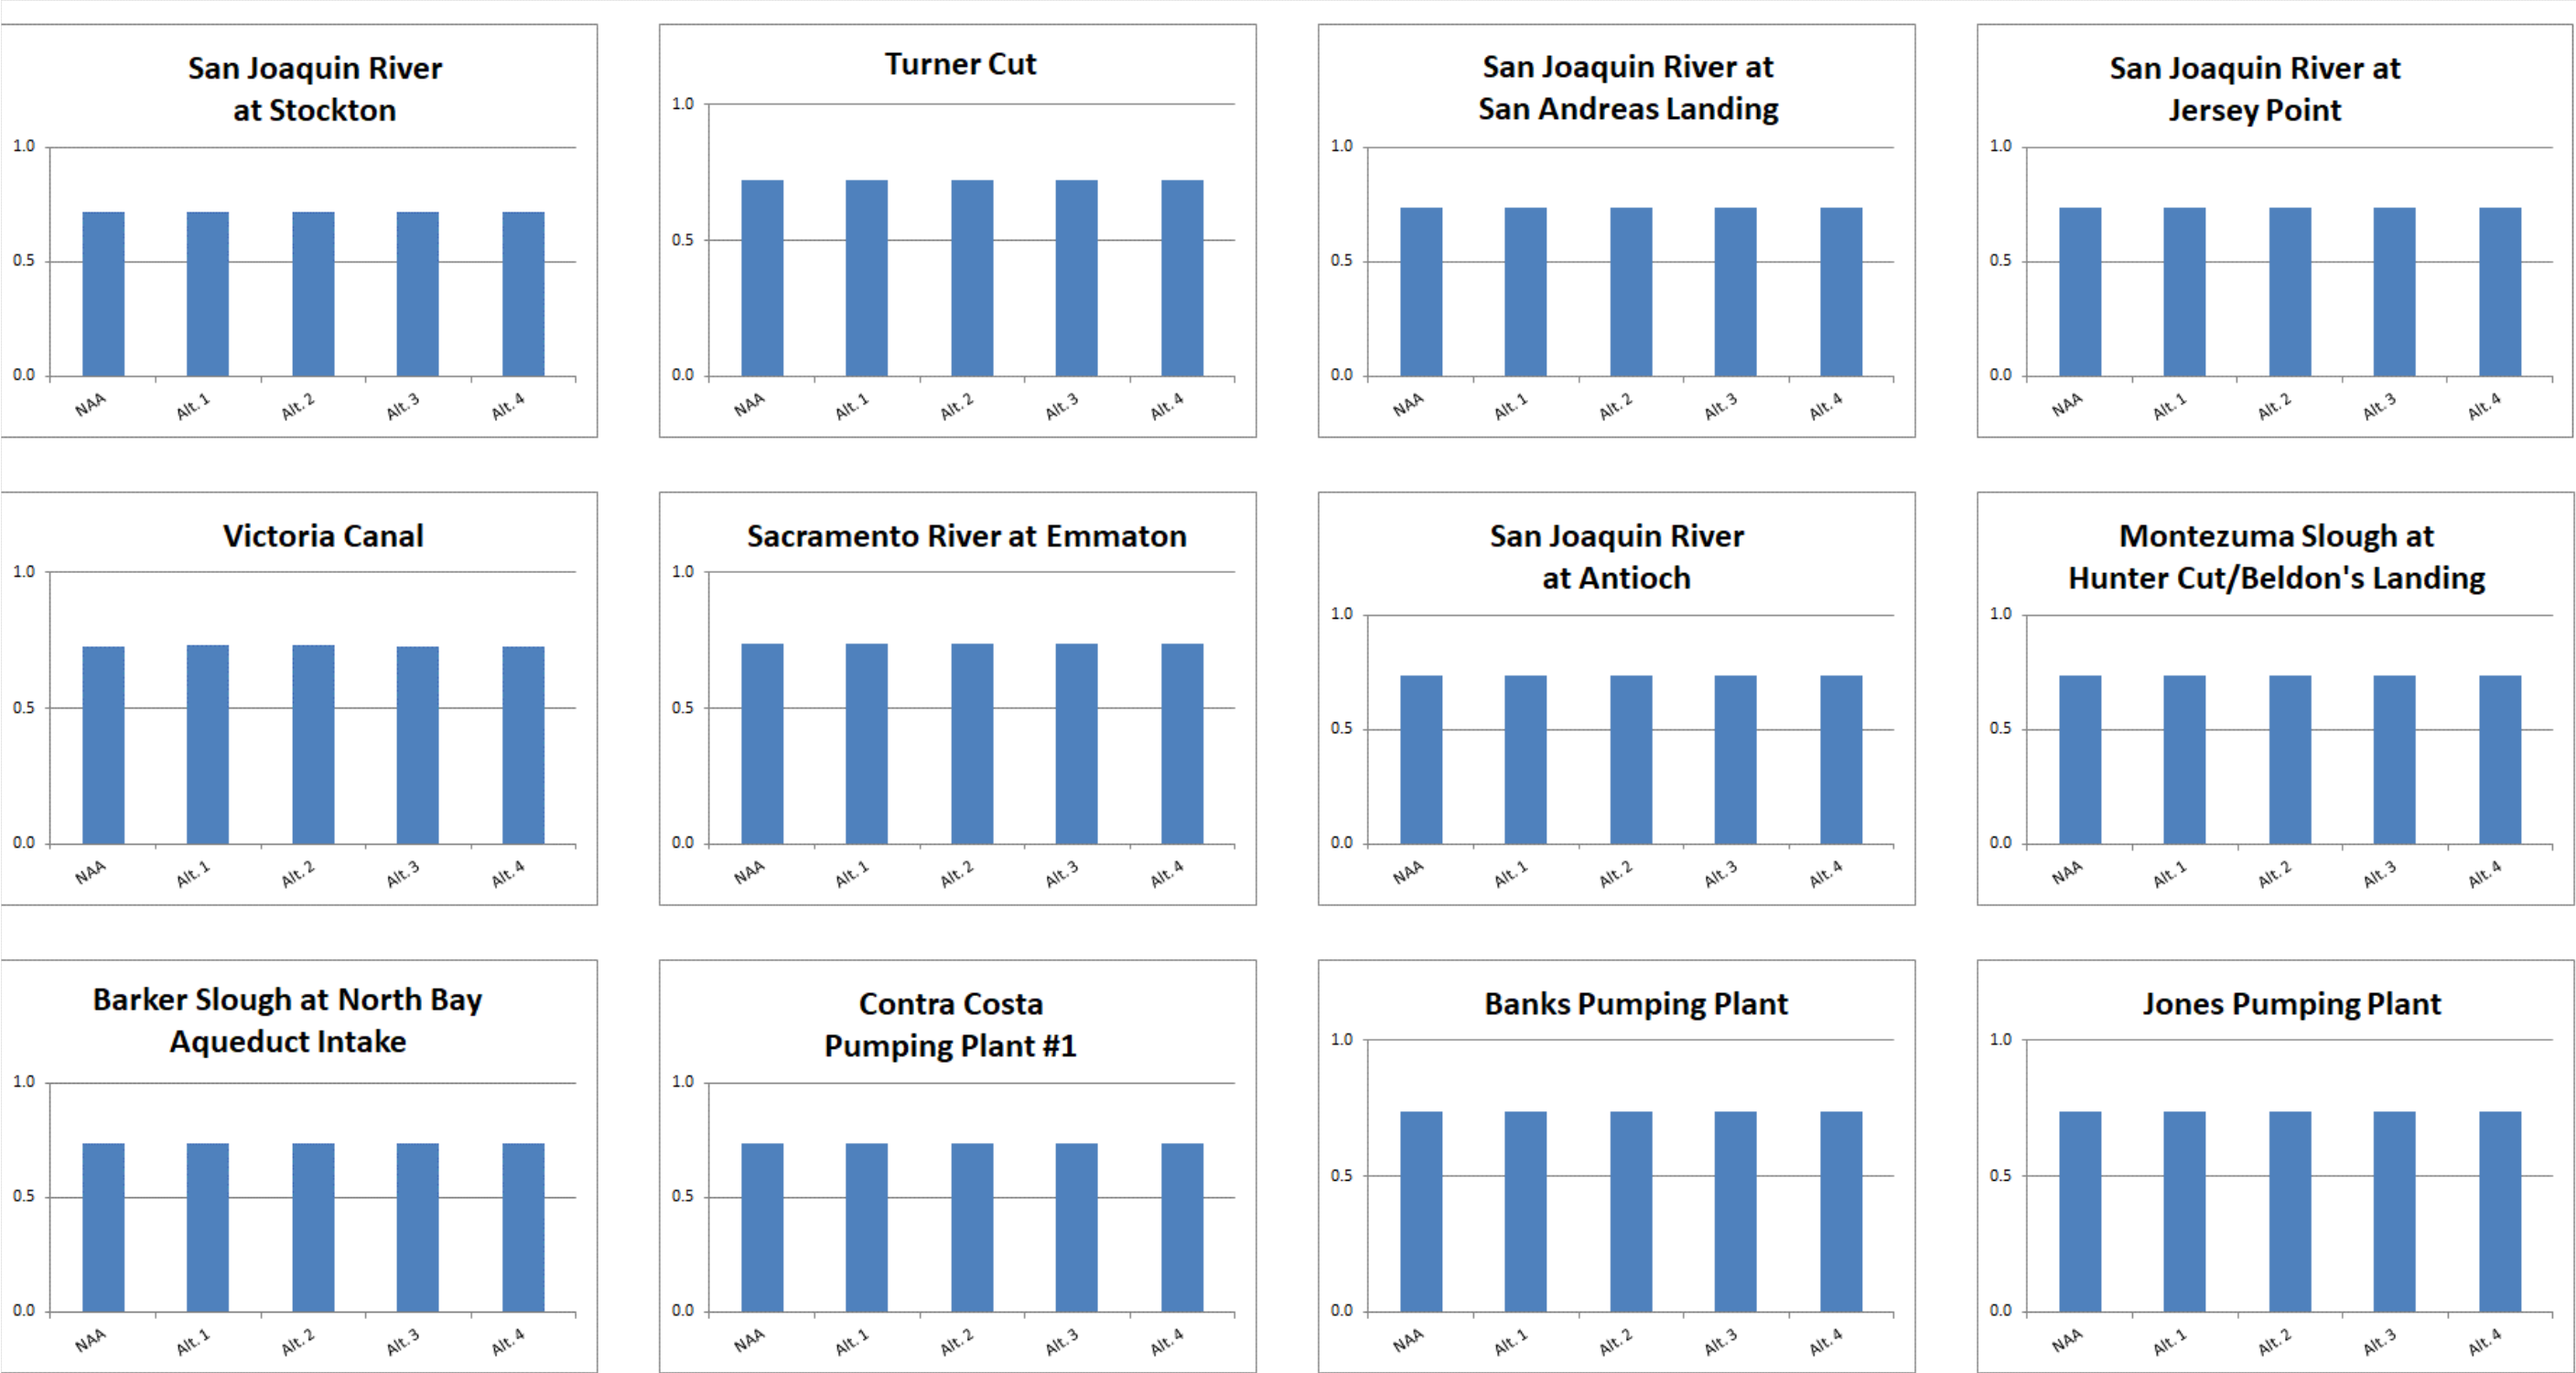 San Joaquin River
at Stockton
1.0
0.5
0.0
NAA Alt. 1 Alt. 2 Alt. 3 Alt. 4
Turner Cut
1.0
0.5
0.0
NAA Alt. 1 Alt. 2 Alt. 3 Alt. 4
San Joaquin River at
San Andreas Landing
1.0
0.5
0.0
NAA Alt. 1 Alt. 2 Alt. 3 Alt. 4
San Joaquin River at
Jersey Point
1.0
0.5
0.0
NAA Alt. 1 Alt. 2 Alt. 3 Alt. 4
Victoria Canal
1.0
0.5
0.0
NAA Alt. 1 Alt. 2 Alt. 3 Alt. 4
Sacramento River at Emmaton
1.0
0.5
0.0
NAA Alt. 1 Alt. 2 Alt. 3 Alt. 4
San Joaquin River
at Antioch
1.0
0.5
0.0
NAA Alt. 1 Alt. 2 Alt. 3 Alt. 4
Montezuma Slough at
Hunter Cut/Beldon's Landing
1.0
0.5
0.0
NAA Alt. 1 Alt. 2 Alt. 3 Alt. 4
Barker Slough at North Bay
Aqueduct Intake
1.0
0.5
0.0
NAA Alt. 1 Alt. 2 Alt. 3 Alt. 4
Contra Costa
Pumping Plant #1
1.0
0.5
0.0
NAA Alt. 1 Alt. 2 Alt. 3 Alt. 4
Banks Pumping Plant
1.0
0.5
0.0
NAA Alt. 1 Alt. 2 Alt. 3 Alt. 4
Jones Pumping Plant
1.0
0.5
0.0
NAA Alt. 1 Alt. 2 Alt. 3 Alt. 4